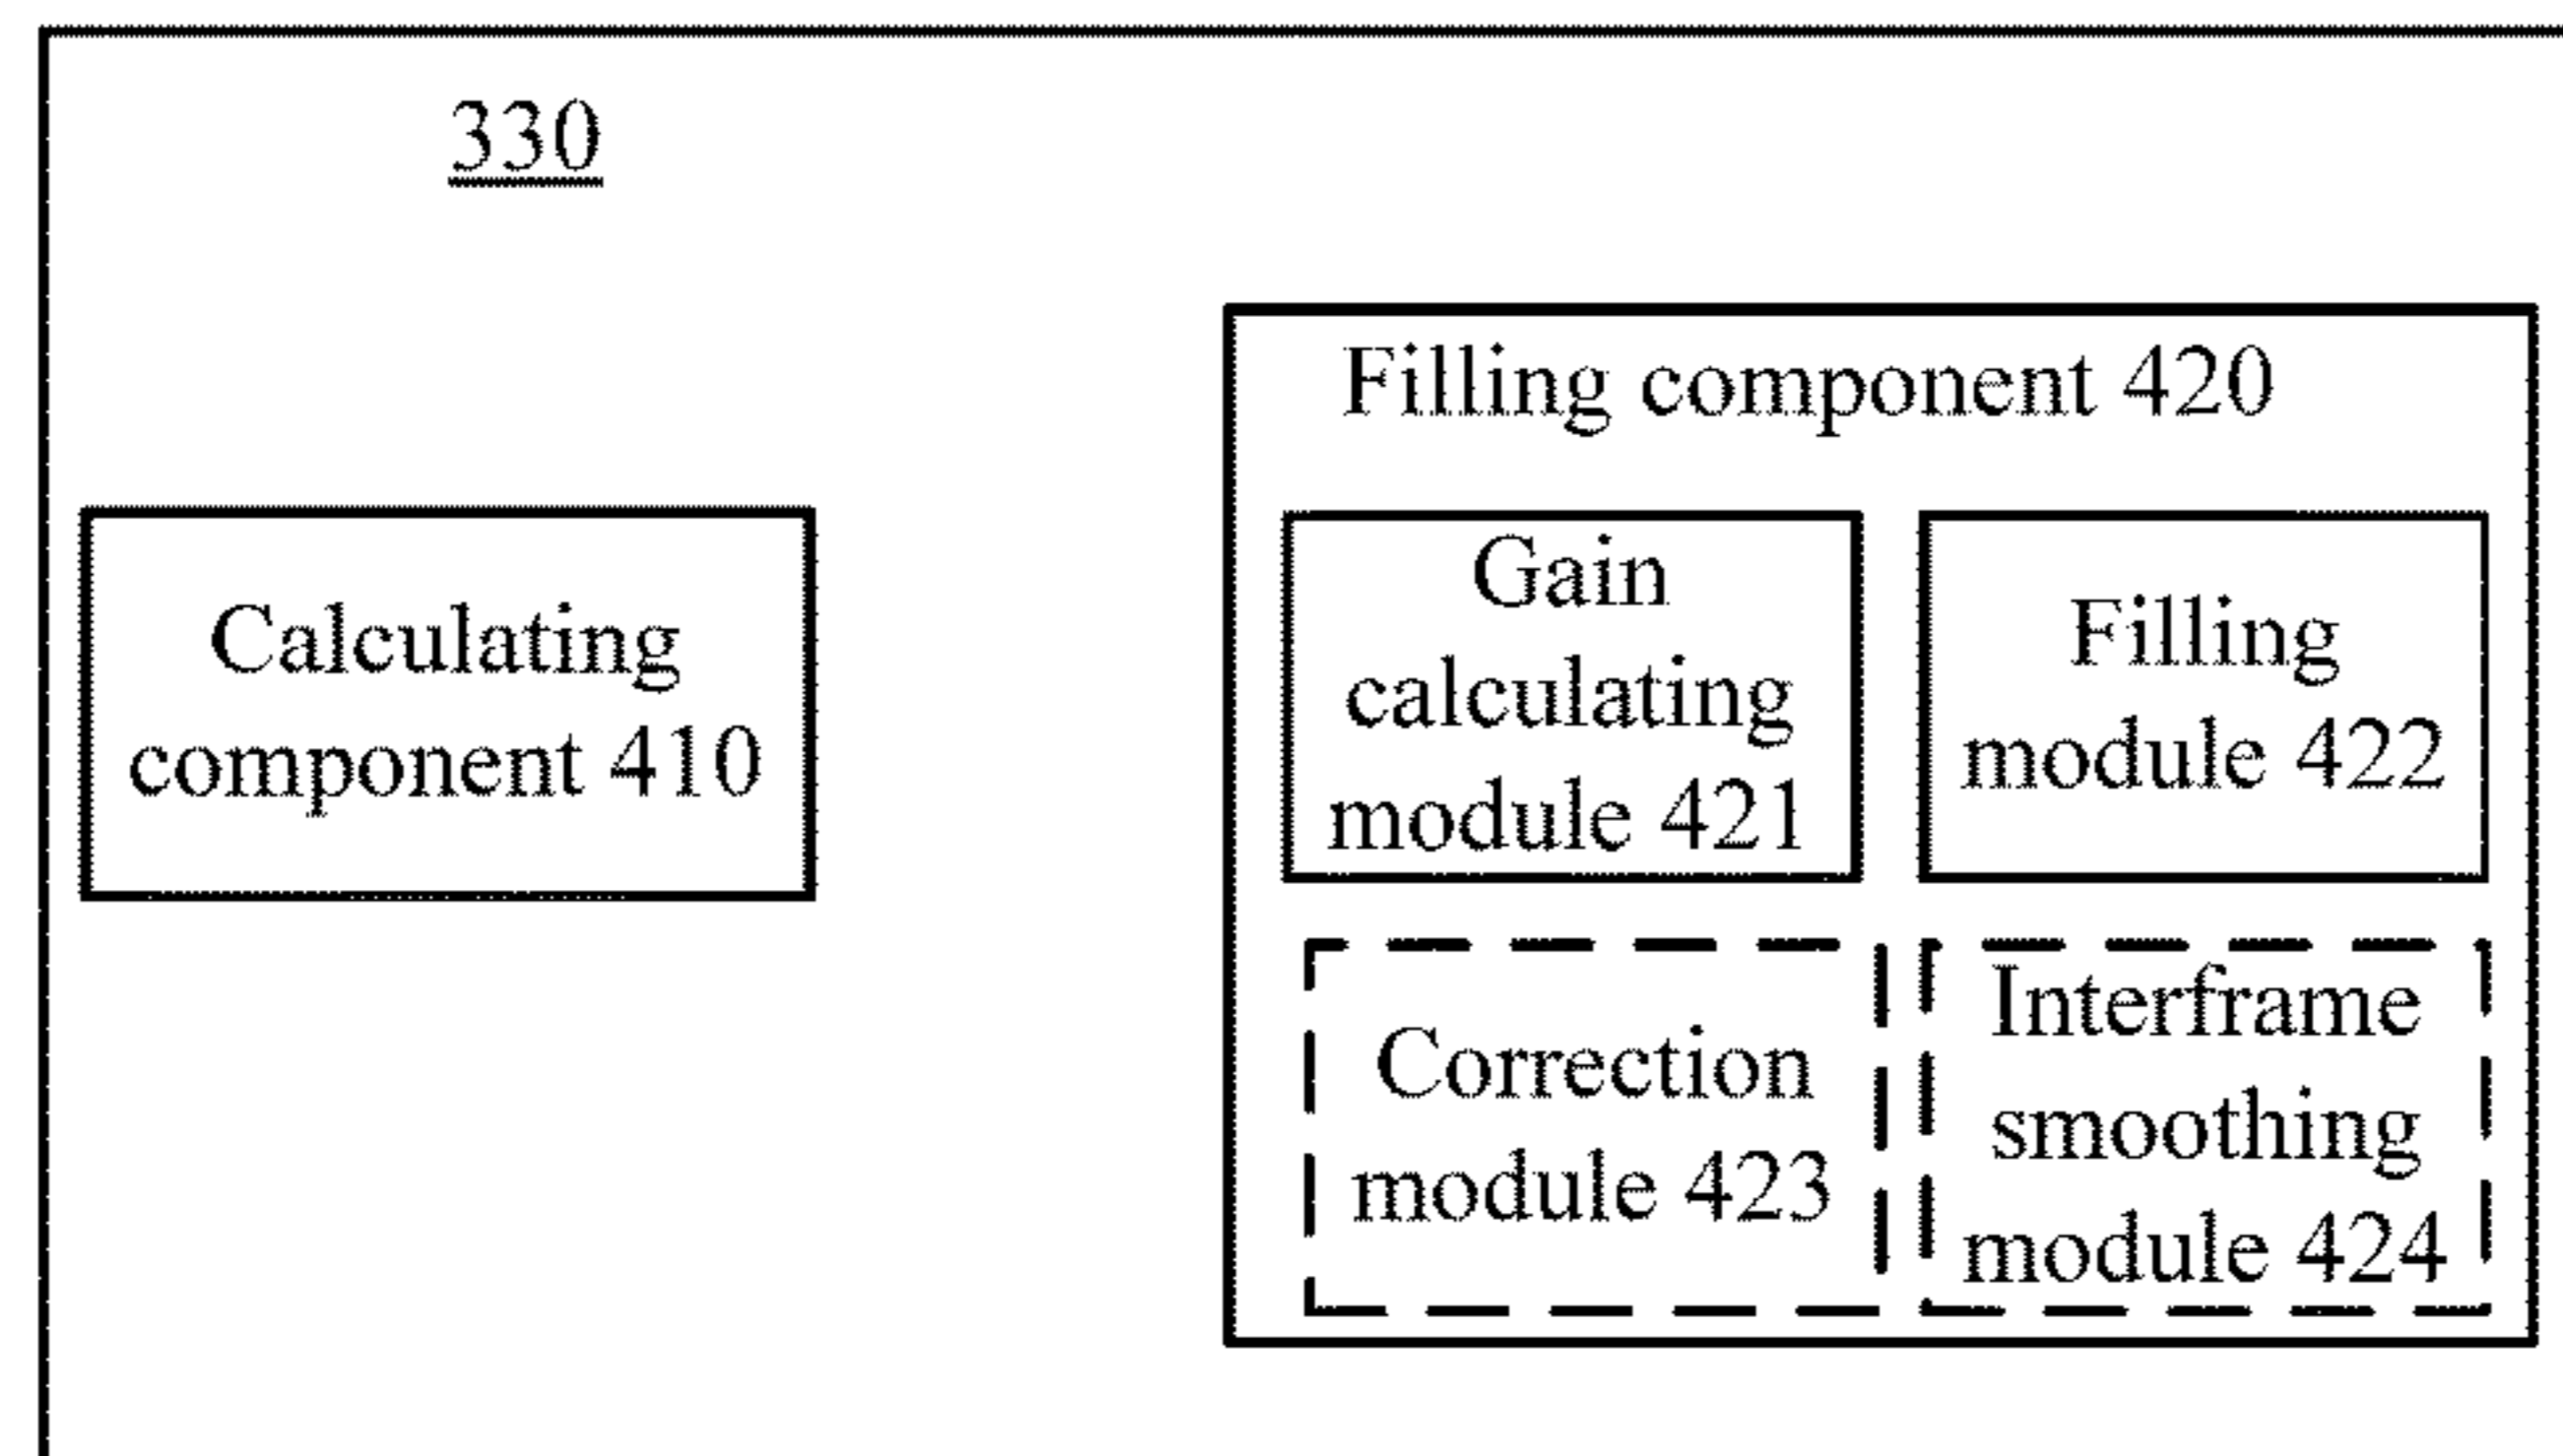 330
Calculating
component 410
Filling component 420
Gain
calculating
module 421
Filling
module 422
Correction
module 423
Interframe
smoothing
module 424